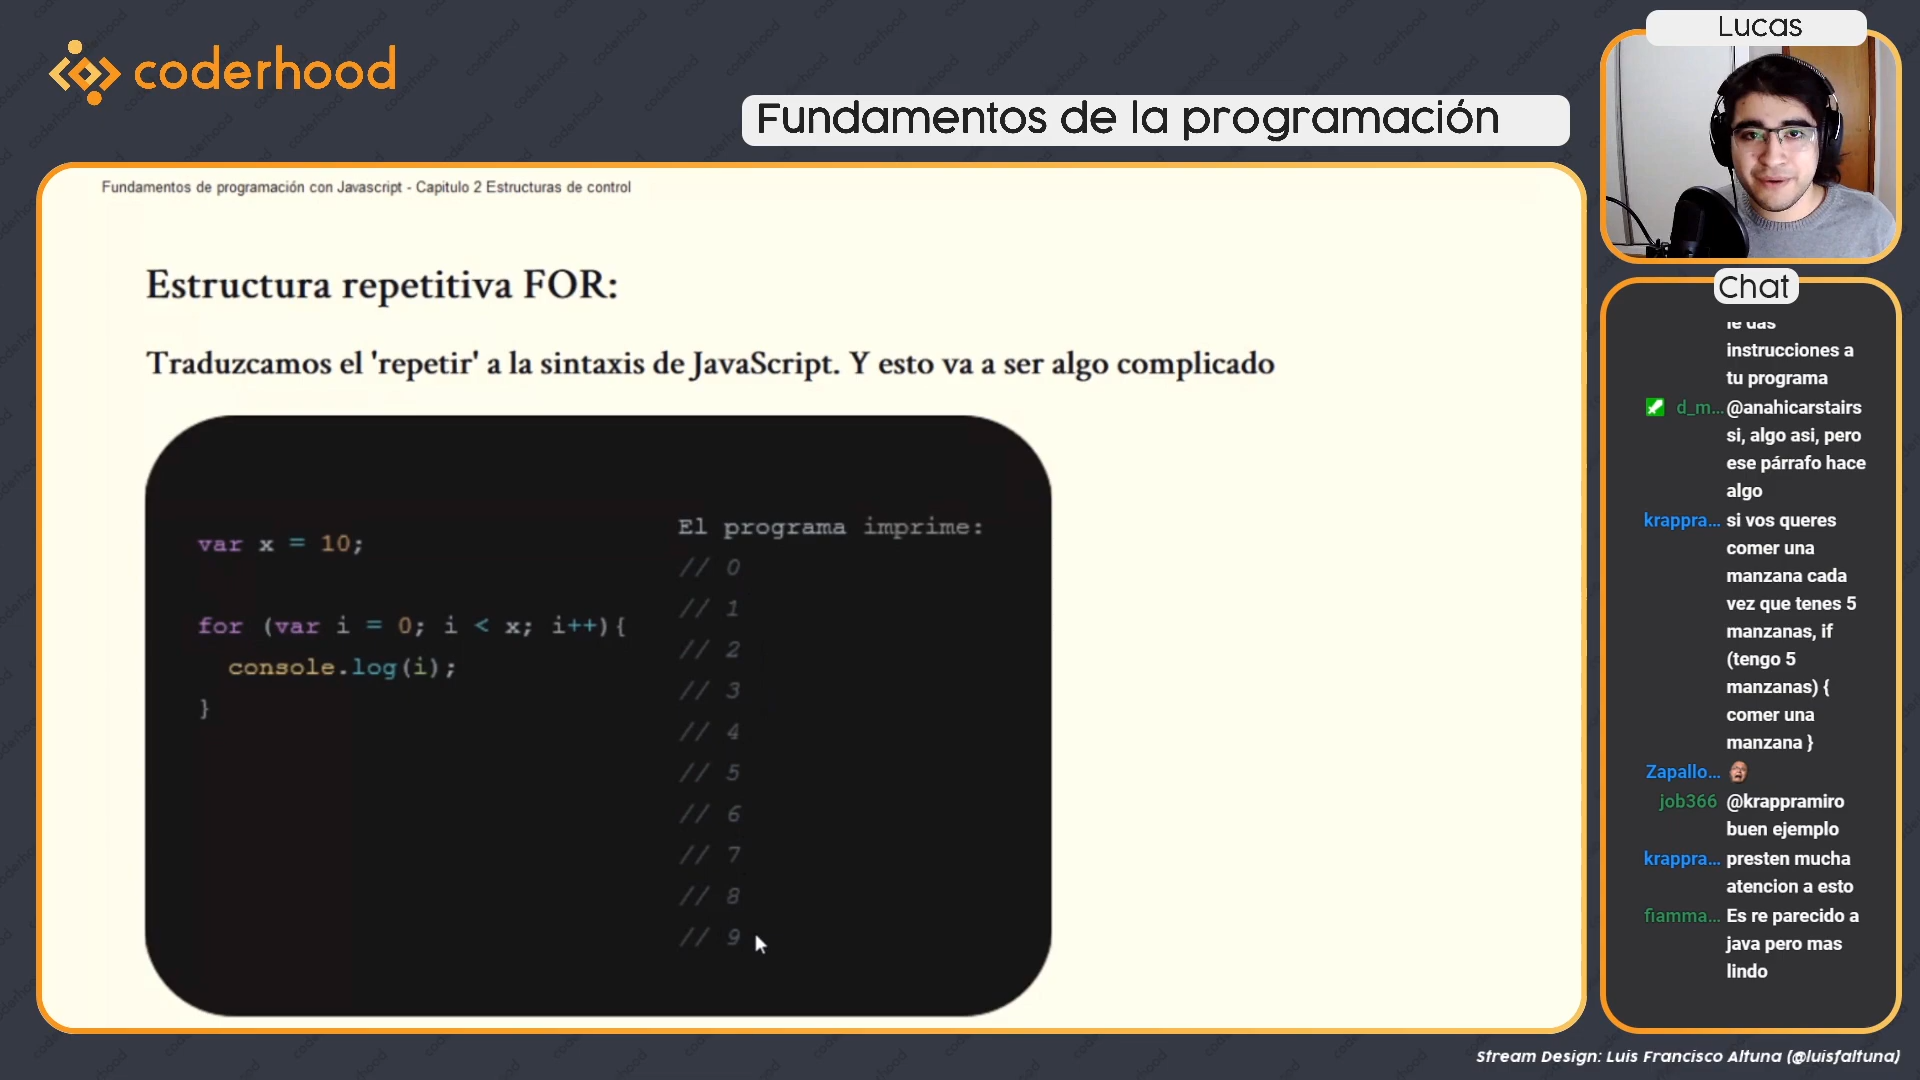 coderhood
Fundamentos de la programación
Lucas
Fundamentos de programación con Javascript - Capitulo 2 Estructuras de control
Estructura repetitiva FOR:
Traduzcamos el 'repetir' a la sintaxis de JavaScript. Y esto va a ser algo complicado
var x = 10;
for (var i = 0; i < x; i++){
console.log(i);
}
El programa imprime:
// 0
// 1
// 2
// 3
// 4
// 5
// 6
// 7
// 8
// 9
Chat
le das
instrucciones a
tu programa
d_m... @anahicarstairs
si, algo asi, pero
ese párrafo hace
algo
krappra... si vos queres
comer una
manzana cada
vez que tenes 5
manzanas, if
(tengo 5
manzanas) {
comer una
manzana }
Zapallo...
job366 @krappramiro
buen ejemplo
krappra... presten mucha
atencion a esto
fiamma... Es re parecido a
java pero mas
lindo
Stream Design: Luis Francisco Altuna (@luisfaltuna)